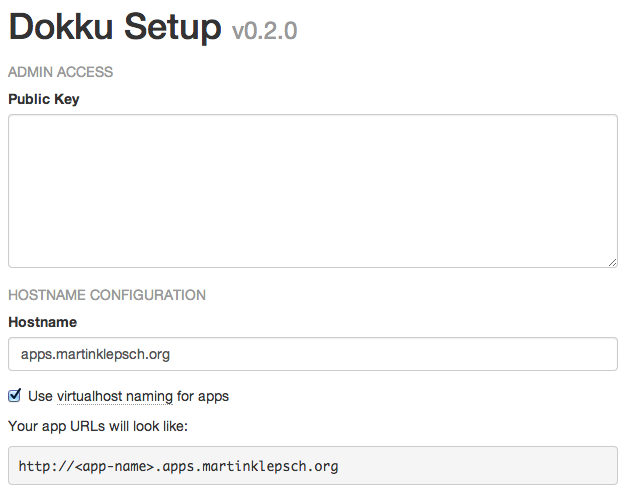 Dokku Setup v0.2.0
ADMIN ACCESS
Public Key
HOSTNAME CONFIGURATION
Hostname
apps.martinklepsch.org
Use virtualhost naming for apps
Your app URLs will look like:
http://<app-name>.apps.martinklepsch.org